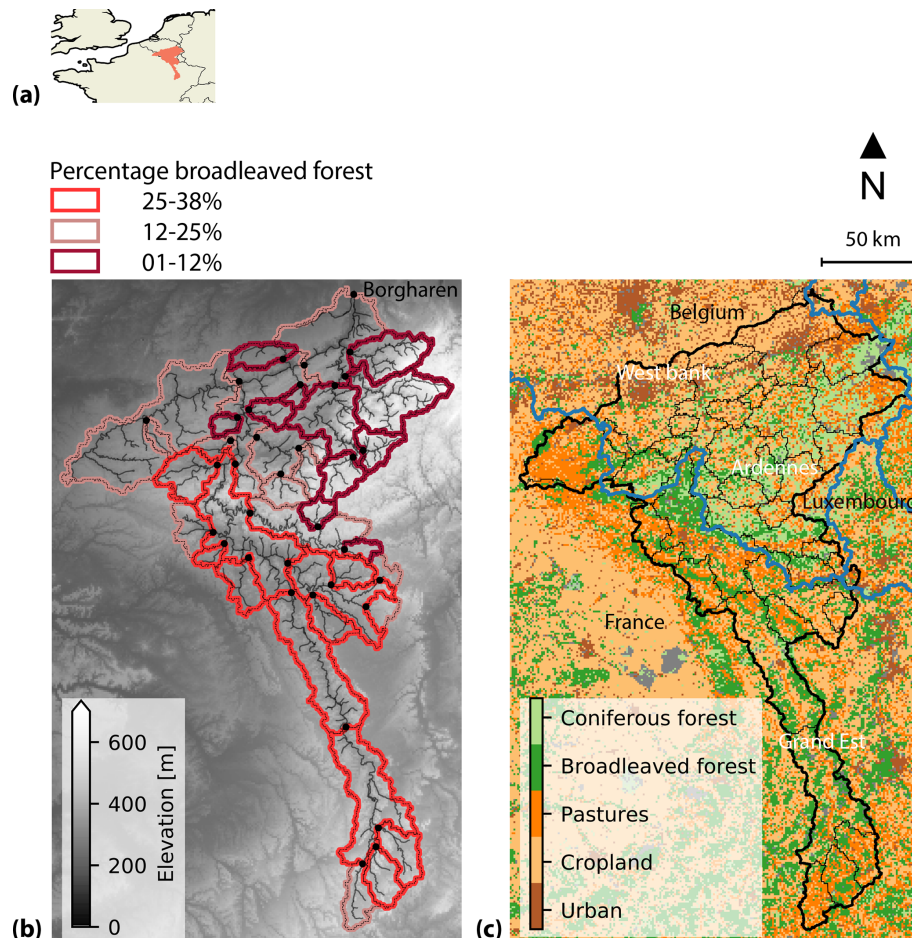 (a)
Percentage broadleaved forest
25-38%
12-25%
01-12%
N
50 km
Borgharen
600
400
200
0
Elevation [m]
(b)
Belgium
West bank
Ardennes
Luxembourg
France
Grand Est
Coniferous forest
Broadleaved forest
Pastures
Cropland
Urban
(c)